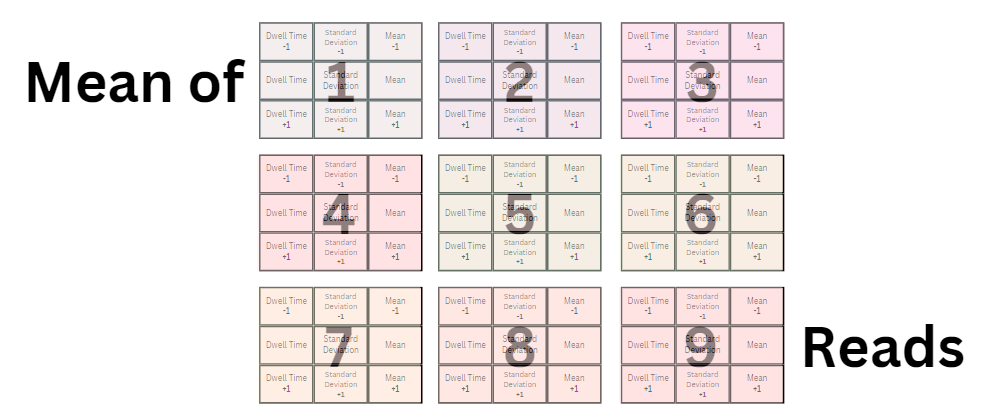 Mean of
Dwell Time
-1
Standard
Deviation
-1
Mean
-1
Dwell Time
Standard
Deviation
Mean
Dwell Time
+1
Standard
Deviation
+1
Mean
+1
1
Dwell Time
-1
Standard
Deviation
-1
Mean
-1
Dwell Time
Standard
Deviation
Mean
Dwell Time
+1
Standard
Deviation
+1
Mean
+1
2
Dwell Time
-1
Standard
Deviation
-1
Mean
-1
Dwell Time
Standard
Deviation
Mean
Dwell Time
+1
Standard
Deviation
+1
Mean
+1
3
Dwell Time
-1
Standard
Deviation
-1
Mean
-1
Dwell Time
Standard
Deviation
Mean
Dwell Time
+1
Standard
Deviation
+1
Mean
+1
4
Dwell Time
-1
Standard
Deviation
-1
Mean
-1
Dwell Time
Standard
Deviation
Mean
Dwell Time
+1
Standard
Deviation
+1
Mean
+1
5
Dwell Time
-1
Standard
Deviation
-1
Mean
-1
Dwell Time
Standard
Deviation
Mean
Dwell Time
+1
Standard
Deviation
+1
Mean
+1
6
Dwell Time
-1
Standard
Deviation
-1
Mean
-1
Dwell Time
Standard
Deviation
Mean
Dwell Time
+1
Standard
Deviation
+1
Mean
+1
7
Dwell Time
-1
Standard
Deviation
-1
Mean
-1
Dwell Time
Standard
Deviation
Mean
Dwell Time
+1
Standard
Deviation
+1
Mean
+1
8
Dwell Time
-1
Standard
Deviation
-1
Mean
-1
Dwell Time
Standard
Deviation
Mean
Dwell Time
+1
Standard
Deviation
+1
Mean
+1
9
Reads